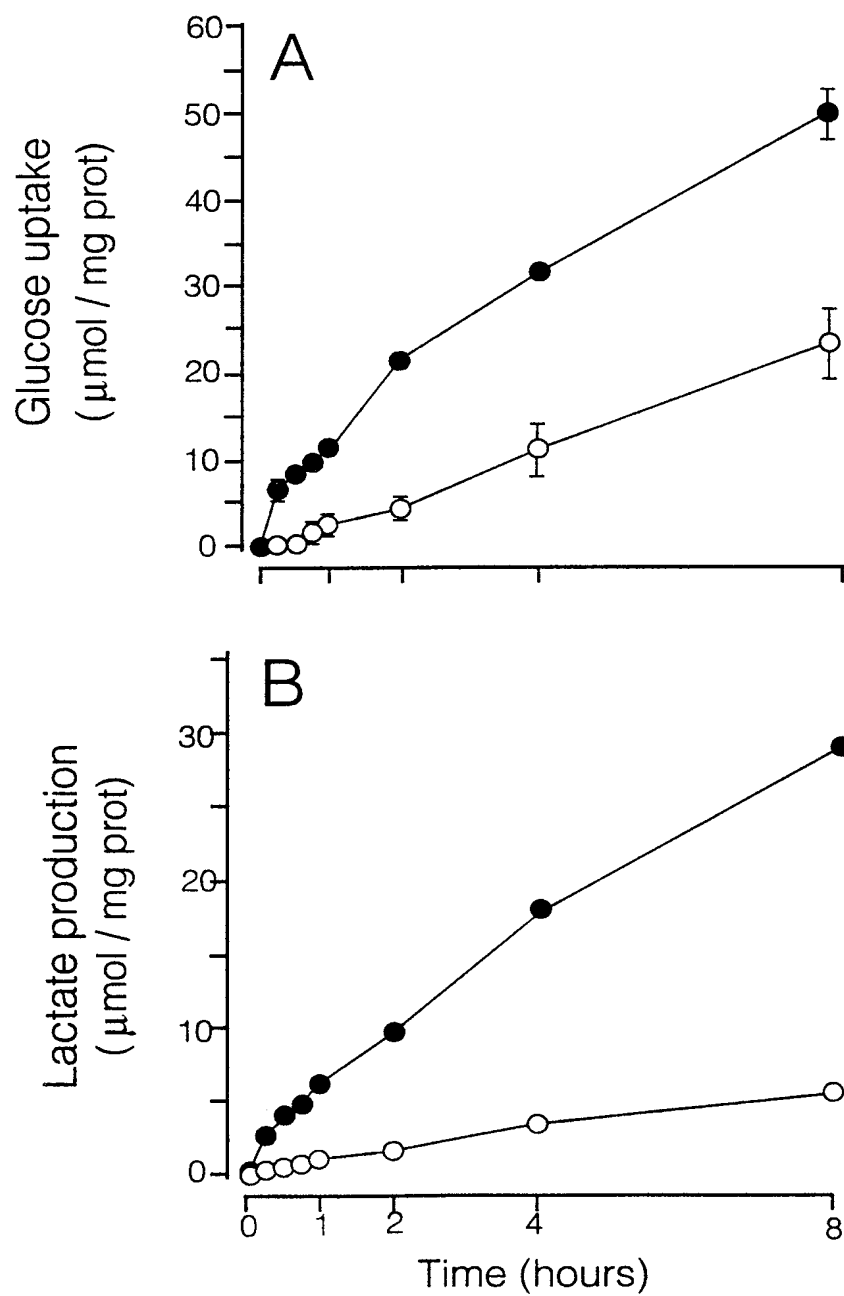 A
60
50
40
30
20
10
0
Glucose uptake
(μmol / mg prot)
B
30
20
10
0
Lactate production
(μmol / mg prot)
0 1 2 4 8
Time (hours)